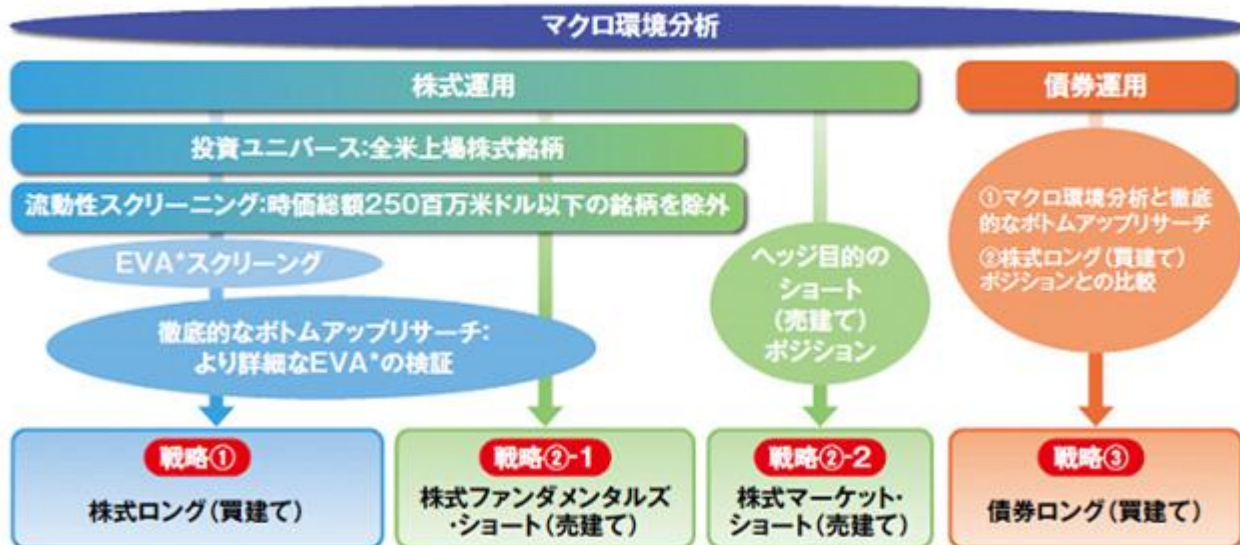 マクロ環境分析
株式運用
債券運用
投資ユニバース:全米上場株式銘柄
流動性スクリーニング:時価総額250百万米ドル以下の銘柄を除外
EVA*スクリーング
徹底的なボトムアップリサーチ:
より詳細なEVA*の検証
ヘッジ目的の
ショート
(売建て)
ポジション
①マクロ環境分析と徹底
的なボトムアップリサーチ
②株式ロング(買建て)
ポジションとの比較
戦略①
株式ロング(買建て)
戦略②-1
株式ファンダメンタルズ
・ショート(売建て)
戦略②-2
株式マーケット・
ショート(売建て)
戦略③
債券ロング(買建て)